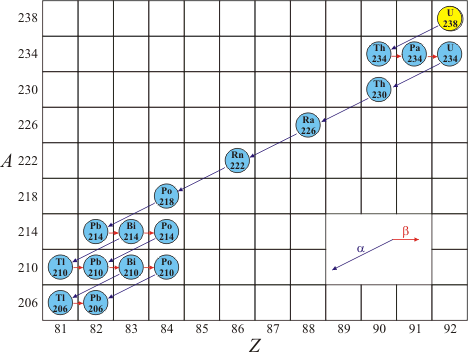 238
U
238
234
Th
234
Pa
234
U
234
230
Th
230
226
Ra
226
A
222
Rn
222
218
Po
218
214
Pb
214
Bi
214
Po
214
α
β
210
Tl
210
Pb
210
Bi
210
Po
210
206
Tl
206
Pb
206
81 82 83 84 85 86 87 88 89 90 91 92
Z